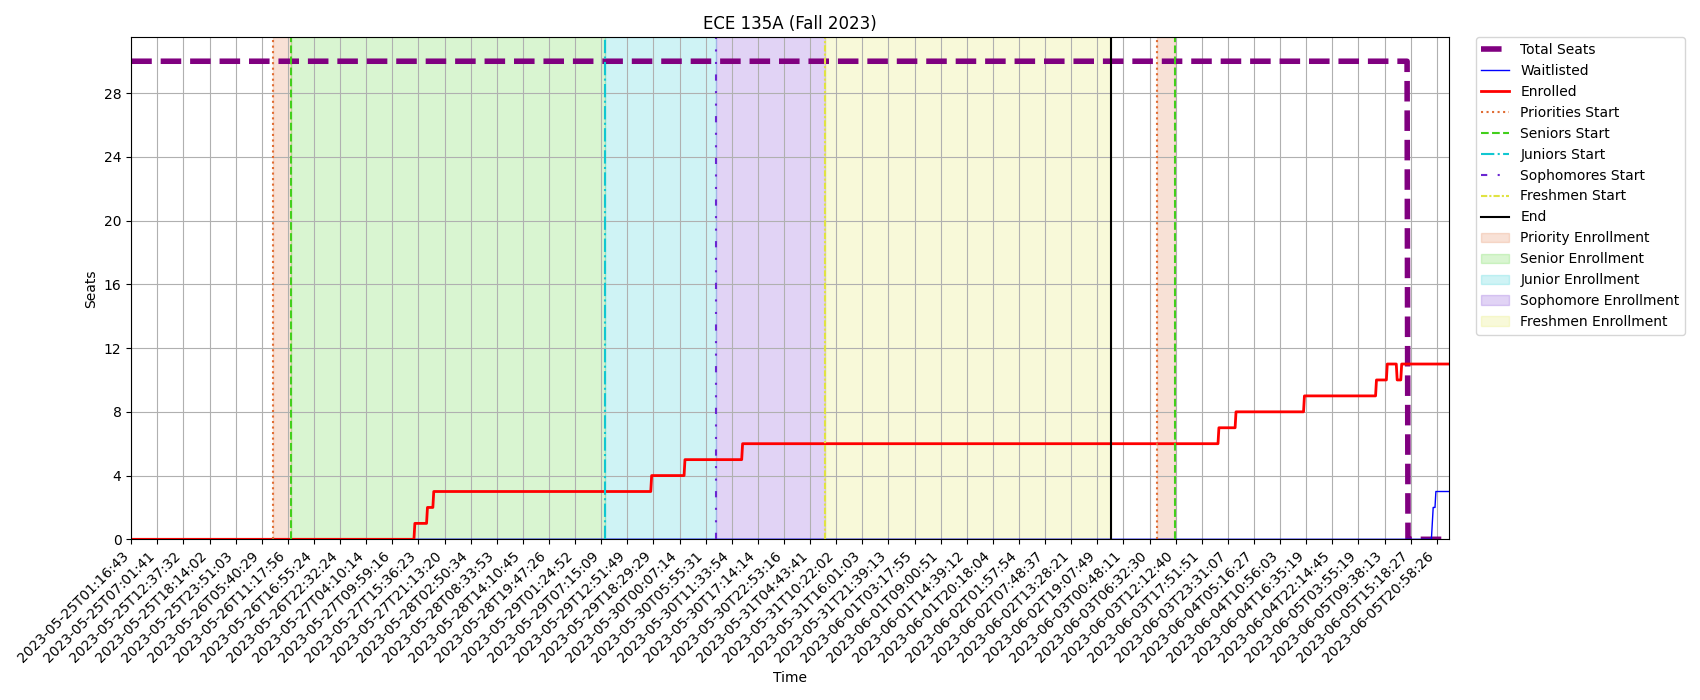 ECE 135A (Fall 2023)
Seats
28
24
20
16
12
8
4
0
2023-05-25T01:16:43
2023-05-25T07:01:41
2023-05-25T12:37:32
2023-05-25T18:14:02
2023-05-25T23:51:03
2023-05-26T05:40:29
2023-05-26T11:17:56
2023-05-26T16:55:24
2023-05-26T22:32:24
2023-05-27T04:10:14
2023-05-27T09:59:16
2023-05-27T15:36:23
2023-05-27T21:13:20
2023-05-28T02:50:34
2023-05-28T08:33:53
2023-05-28T14:10:45
2023-05-28T19:47:26
2023-05-29T01:24:52
2023-05-29T07:15:09
2023-05-29T12:51:49
2023-05-29T18:29:29
2023-05-30T00:07:14
2023-05-30T05:55:31
2023-05-30T11:33:54
2023-05-30T17:14:14
2023-05-30T22:53:16
2023-05-31T04:43:41
2023-05-31T10:22:02
2023-05-31T16:01:03
2023-05-31T21:39:13
2023-06-01T03:17:55
2023-06-01T09:00:51
2023-06-01T14:39:12
2023-06-01T20:18:04
2023-06-02T01:57:54
2023-06-02T07:48:37
2023-06-02T13:28:21
2023-06-02T19:07:49
2023-06-03T00:48:11
2023-06-03T06:32:30
2023-06-03T12:12:40
2023-06-03T17:51:51
2023-06-03T23:31:07
2023-06-04T05:16:27
2023-06-04T10:56:03
2023-06-04T16:35:19
2023-06-04T22:14:45
2023-06-05T03:55:19
2023-06-05T09:38:13
2023-06-05T15:18:27
2023-06-05T20:58:26
Time
Total Seats
Waitlisted
Enrolled
Priorities Start
Seniors Start
Juniors Start
Sophomores Start
Freshmen Start
End
Priority Enrollment
Senior Enrollment
Junior Enrollment
Sophomore Enrollment
Freshmen Enrollment